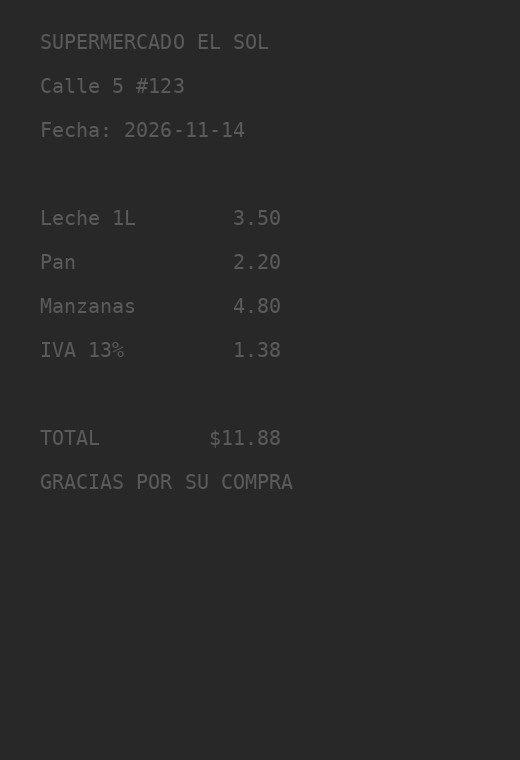 SUPERMERCADO EL SOL
Calle 5 #123
Fecha: 2026-11-14
Leche 1L 3.50
Pan 2.20
Manzanas 4.80
IVA 13% 1.38
TOTAL $11.88
GRACIAS POR SU COMPRA